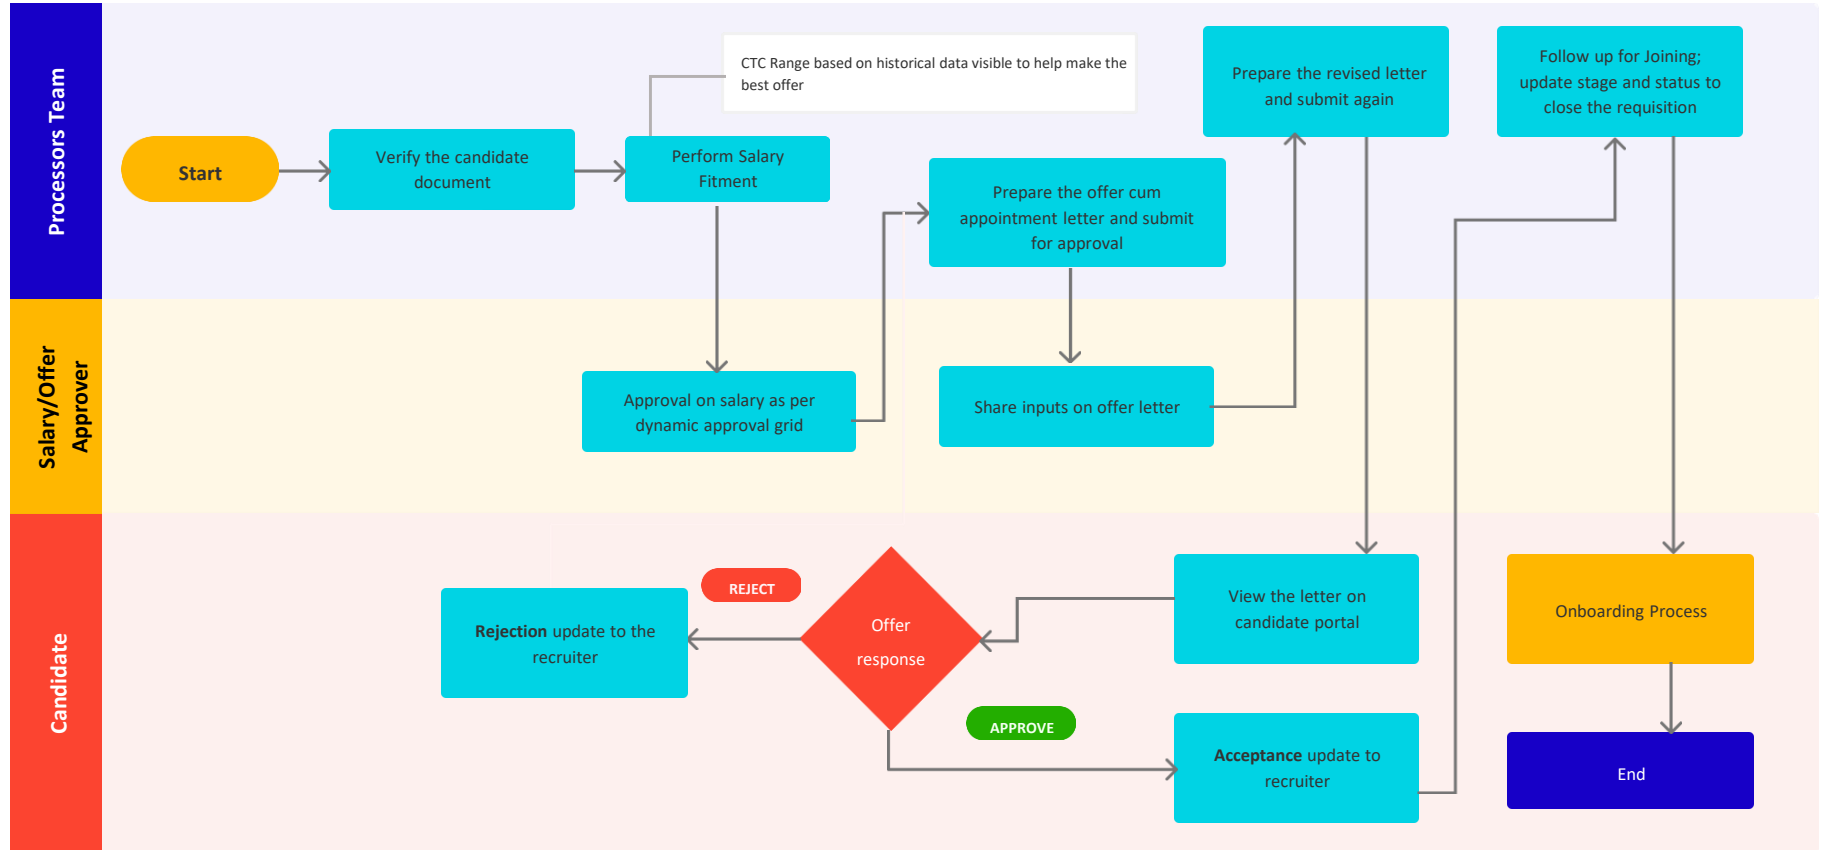 Processors Team
Start
Verify the candidate
document
Perform Salary
Fitment
CTC Range based on historical data visible to help make the
best offer
Prepare the offer cum
appointment letter and submit
for approval
Prepare the revised letter
and submit again
Follow up for Joining;
update stage and status to
close the requisition
Salary/Offer
Approver
Approval on salary as per
dynamic approval grid
Share inputs on offer letter
Candidate
Rejection update to the
recruiter
REJECT
Offer
response
APPROVE
View the letter on
candidate portal
Acceptance update to
recruiter
Onboarding Process
End